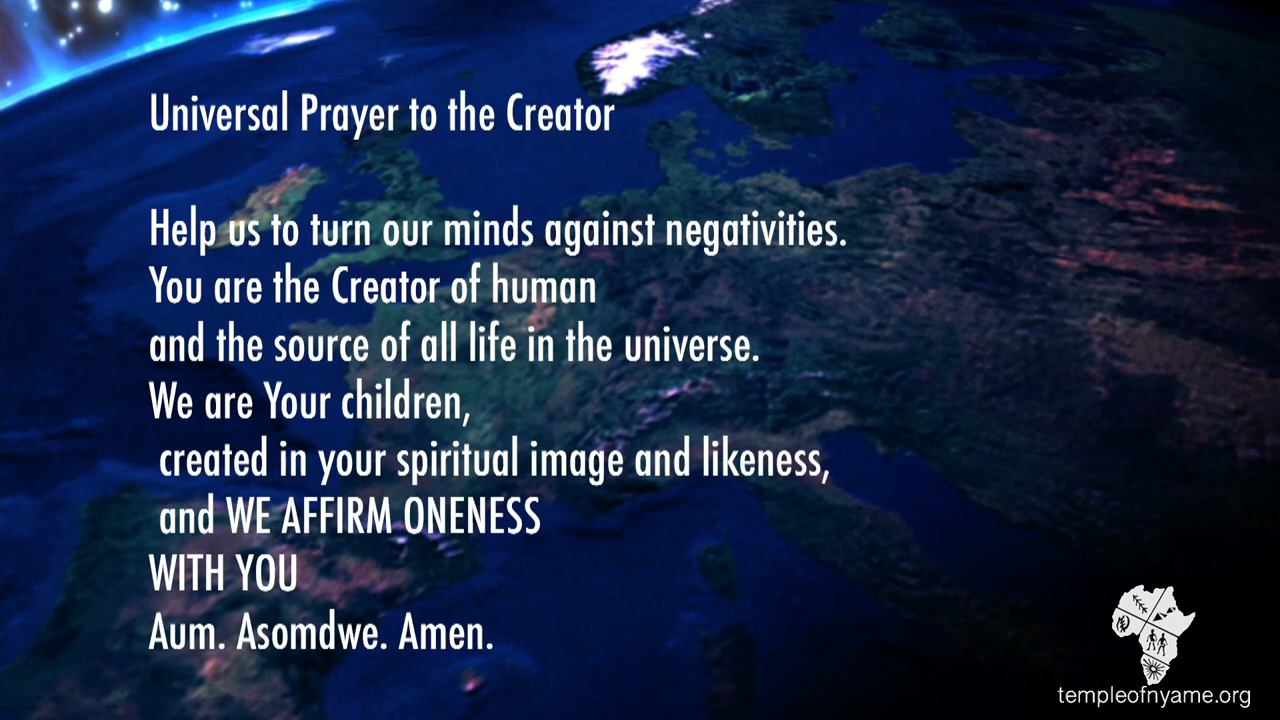 Universal Prayer to the Creator
Help us to turn our minds against negativities.
You are the Creator of human
and the source of all life in the universe.
We are Your children,
created in your spiritual image and likeness,
and WE AFFIRM ONENESS
WITH YOU
Aum. Asomdwe. Amen.
templeofnyame.org